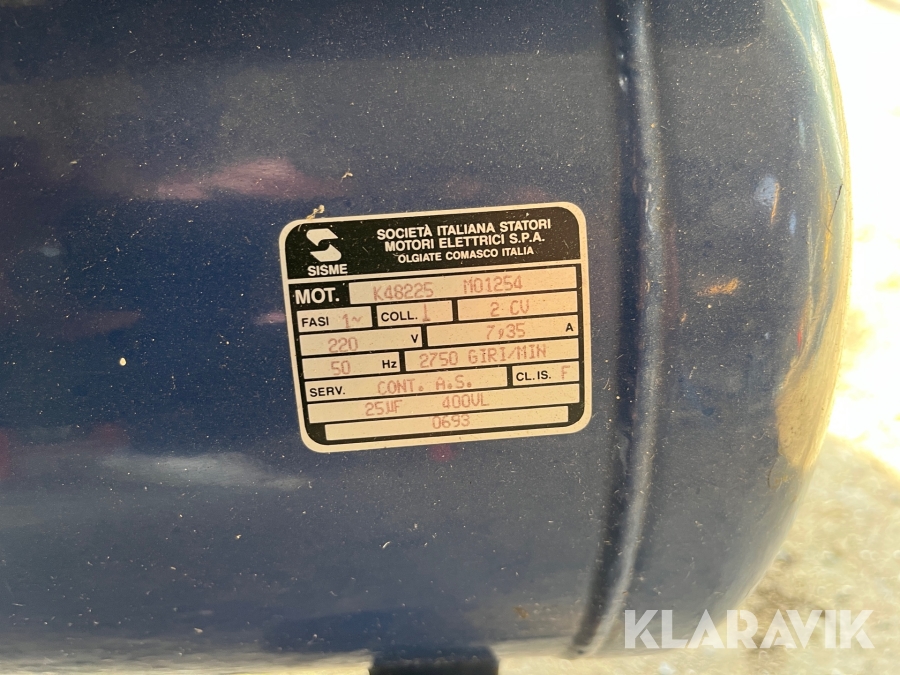 SISME
SOCIETÀ ITALIANA STATORI
MOTORI ELETTRICI S.P.A.
OLGIATE COMASCO ITALIA
MOT. K48225 M01254
FASI 1~ COLL. 1 2 CV
220 V 7,35 A
50 Hz 2750 GIRI/MIN
SERV. CONT. A.S. CL.IS. F
25µF 400VL
0693
KLARAVIK